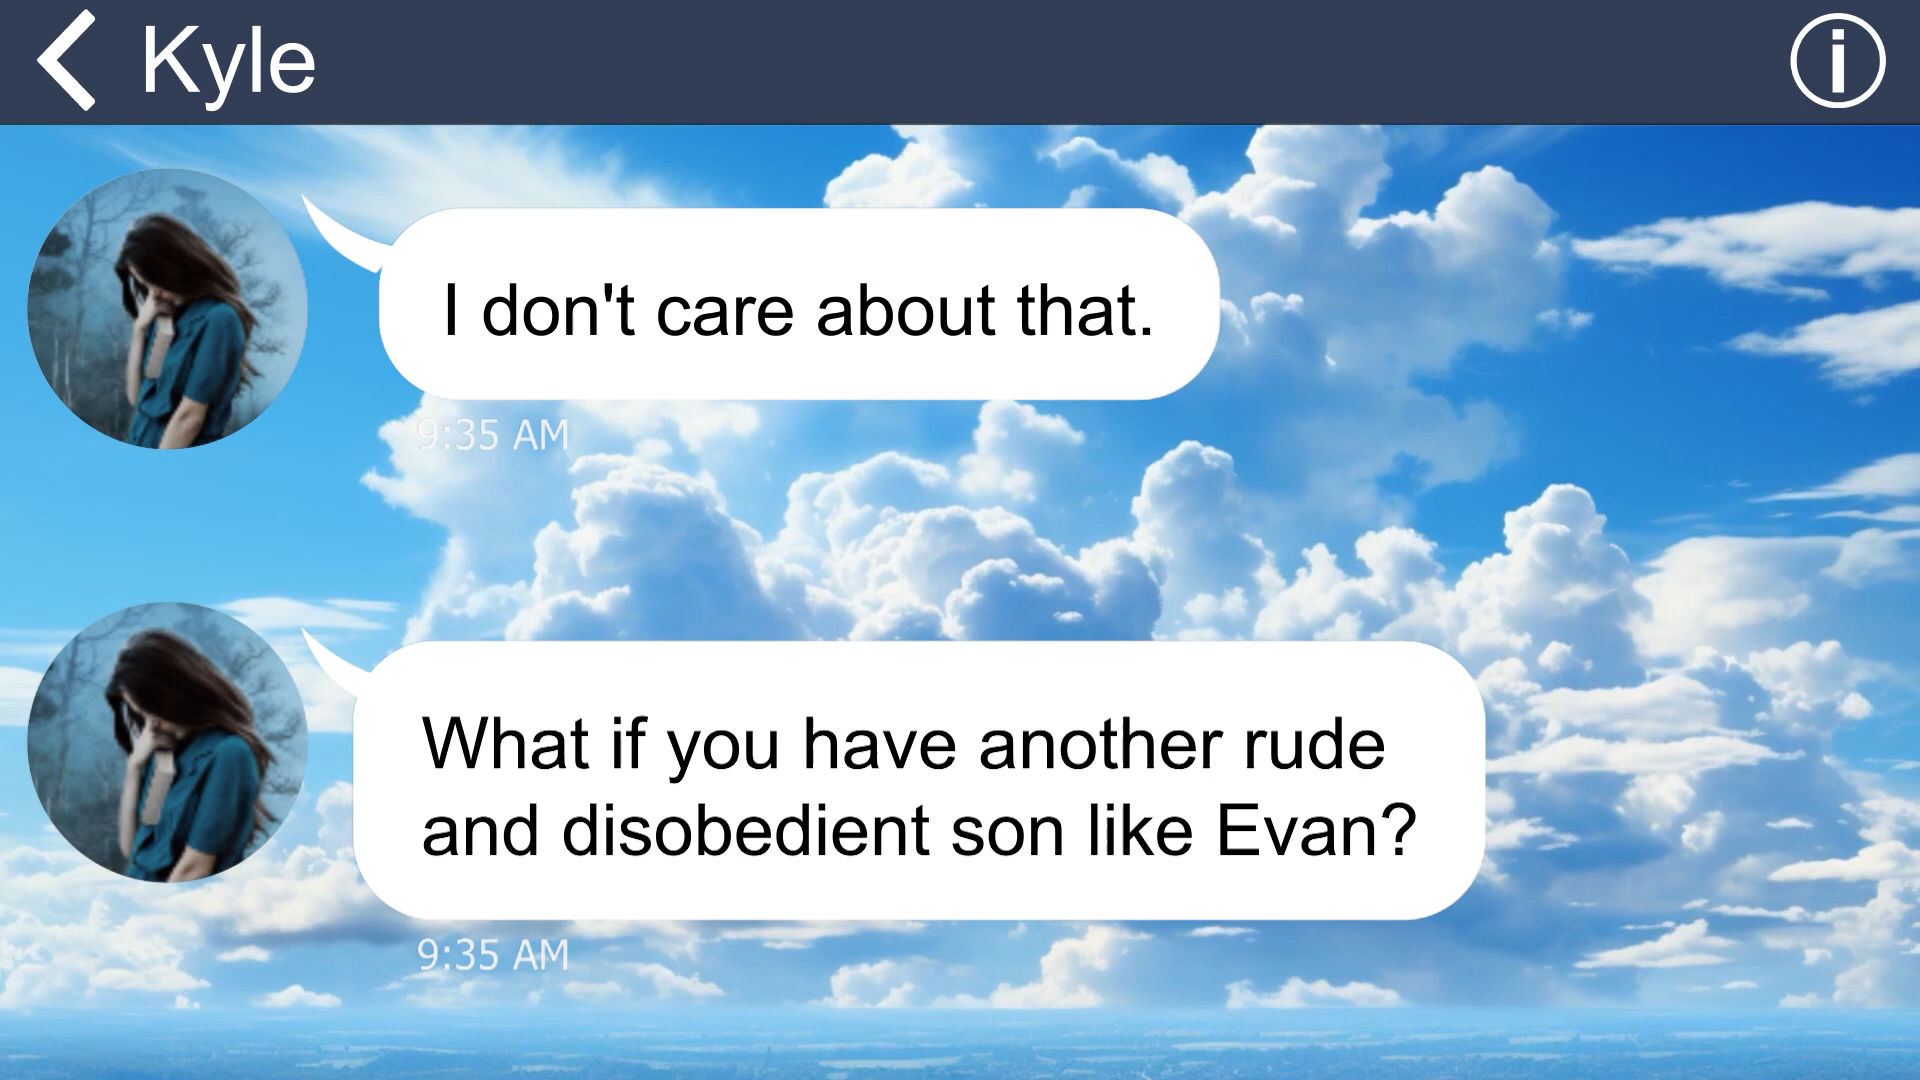 Kyle
I don't care about that.
9:35 AM
What if you have another rude
and disobedient son like Evan?
9:35 AM